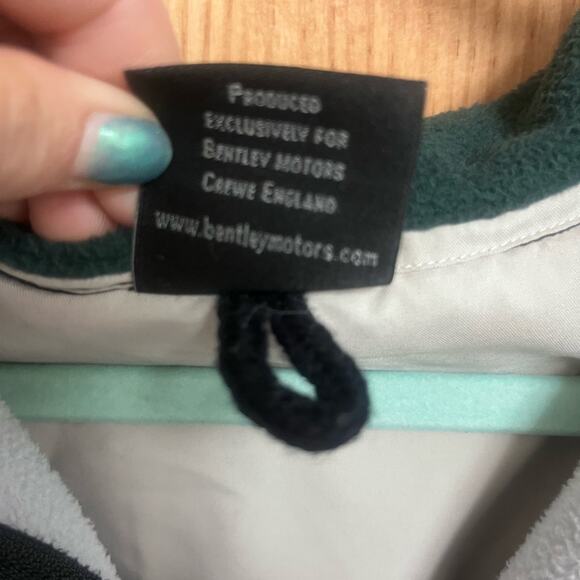 PRODUCED
EXCLUSIVELY FOR
BENTLEY MOTORS
CREWE ENGLAND
www.bentleymotors.com